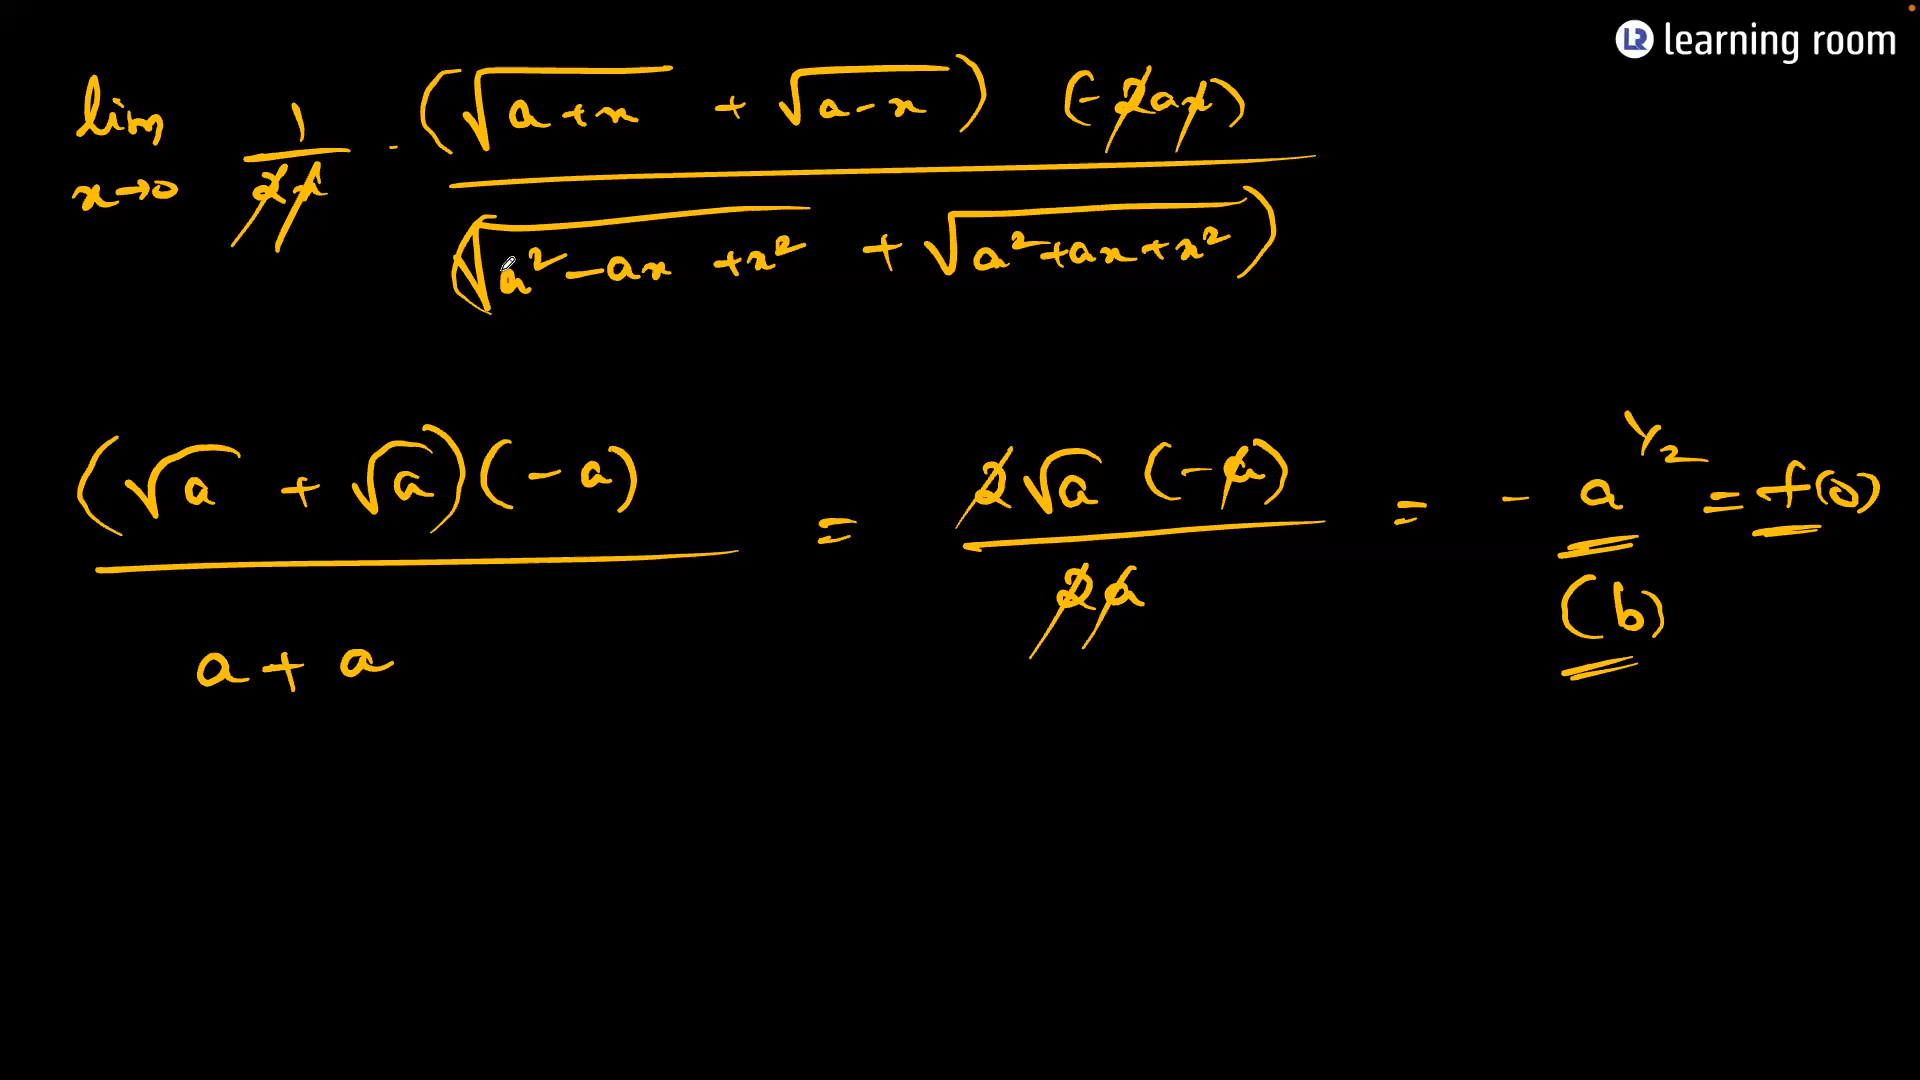 learning room
lim x→0 1/2x · (√(a+x) + √(a-x)) (-2ax) / (√(a²-ax+x²) + √(a²+ax+x²))
(√a + √a)(-a) / a + a = 2√a (-a) / 2a = -a^1/2 = f(0)
(b)